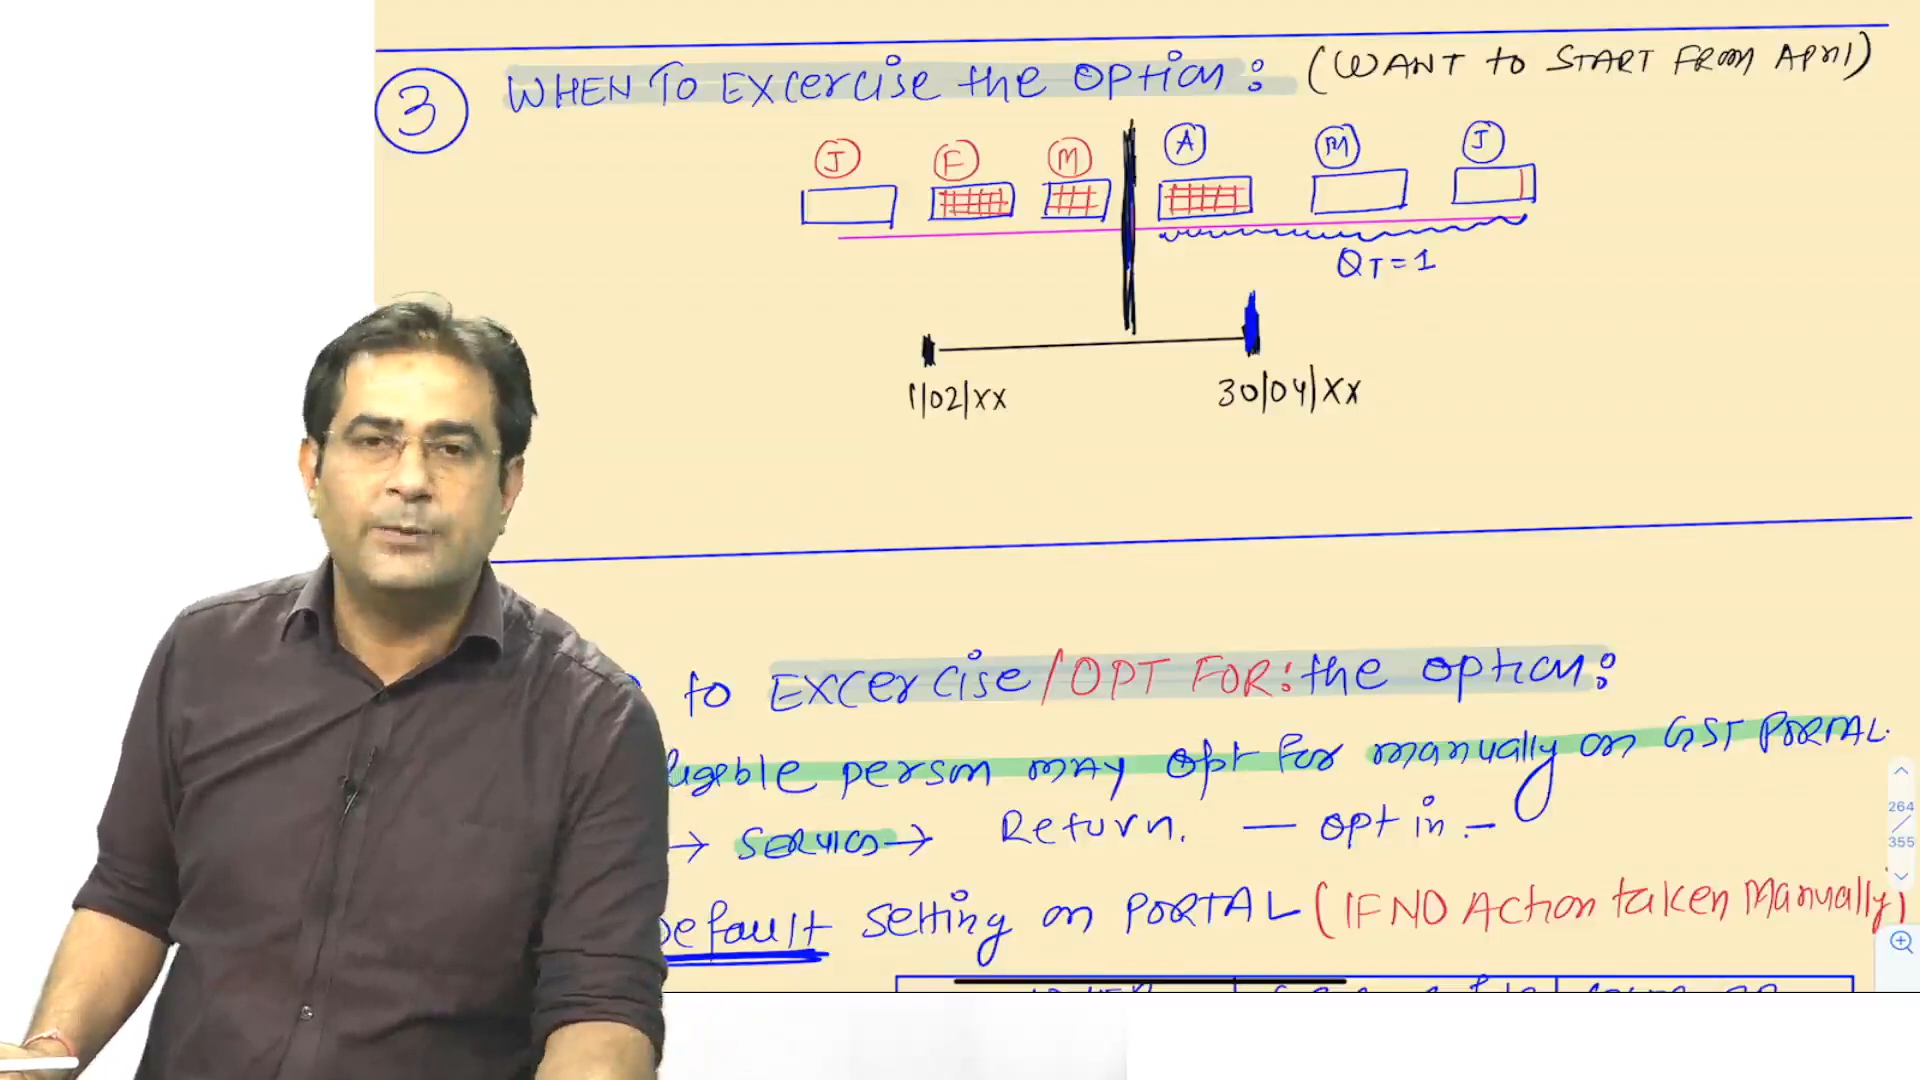 3 WHEN TO EXCercise the option: (WANT to START FROM APril)
J F M A M J
QT=1
1/02/XX 30/04/XX
to EXCercise/OPT FOR: the option:
person may opt for manually on GST PORTAL.
→ Services → Return. — opt in. —
Default Setting on PORTAL (IF NO Action taken Manually)
264
/
355